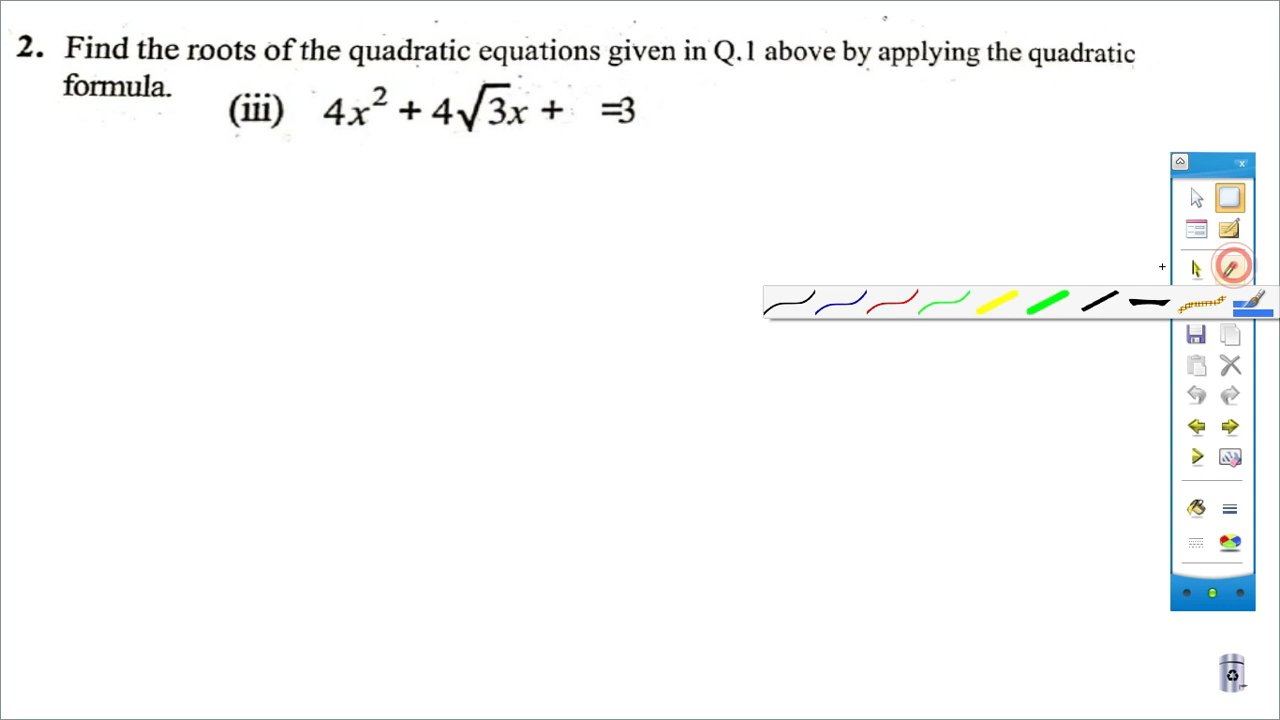 2. Find the roots of the quadratic equations given in Q.1 above by applying the quadratic
formula.
(iii) 4x² + 4√3x + =3
x